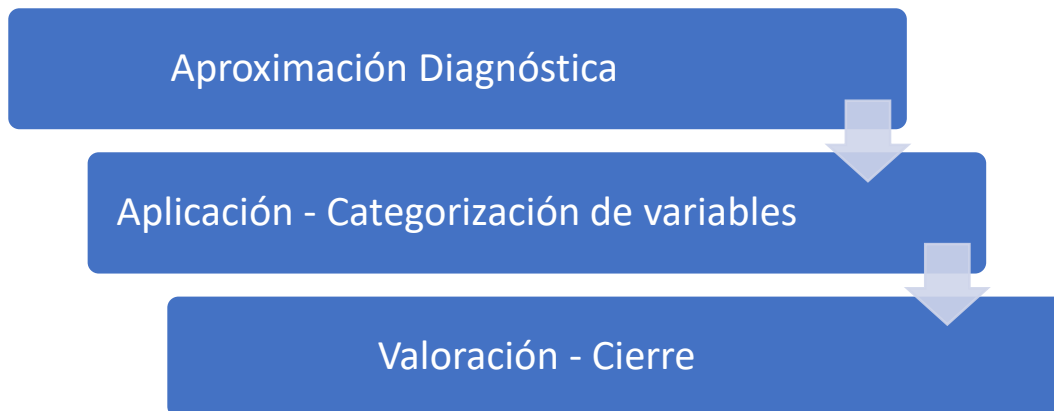 Aproximación Diagnóstica
Aplicación - Categorización de variables
Valoración - Cierre